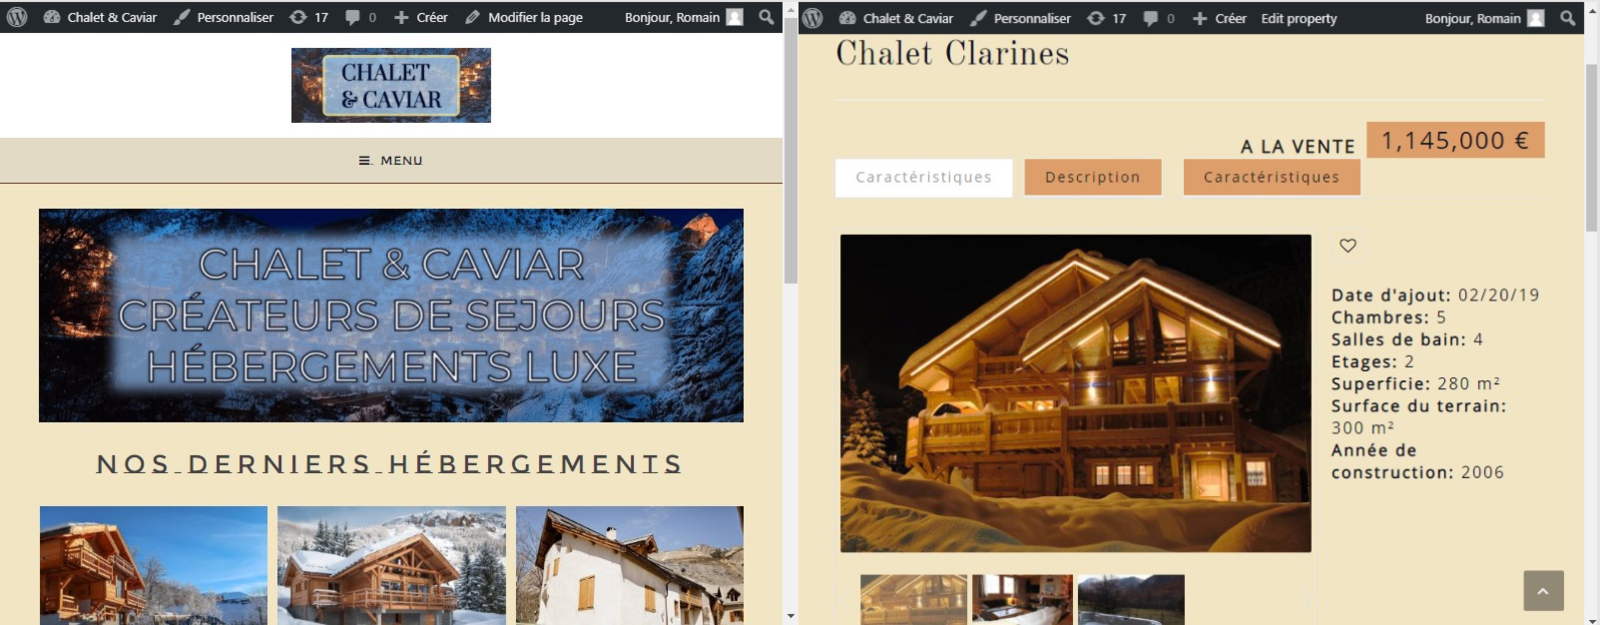 Chalet & Caviar Personnaliser 17 0 Créer Modifier la page Bonjour, Romain
CHALET
& CAVIAR
MENU
CHALET & CAVIAR
CRÉATEURS DE SEJOURS
HÉBERGEMENTS LUXE
NOS DERNIERS HÉBERGEMENTS
Chalet & Caviar Personnaliser 17 0 Créer Edit property Bonjour, Romain
Chalet Clarines
A LA VENTE 1,145,000 €
Caractéristiques Description Caractéristiques
Date d'ajout: 02/20/19
Chambres: 5
Salles de bain: 4
Etages: 2
Superficie: 280 m²
Surface du terrain:
300 m²
Année de
construction: 2006